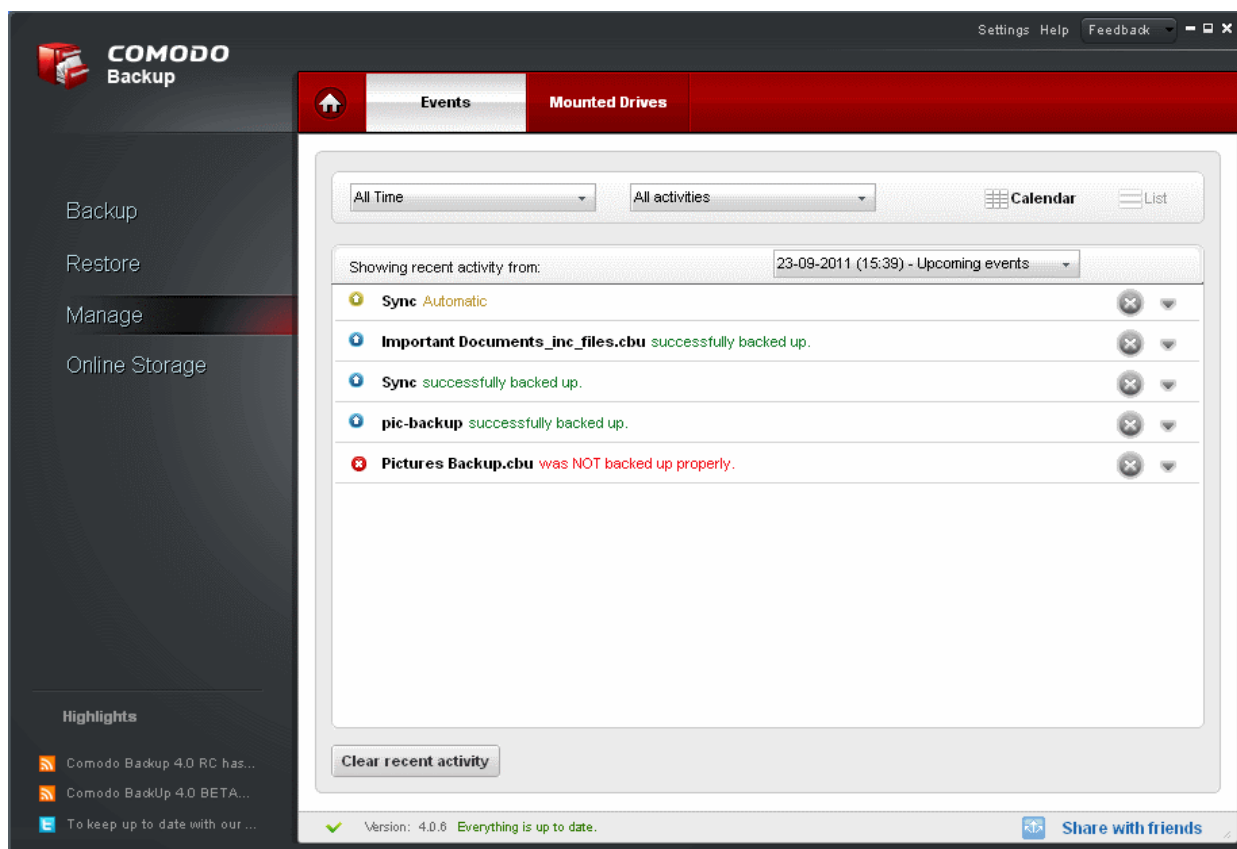 Settings Help Feedback
COMODO
Backup
Events Mounted Drives
All Time All activities Calendar List
Backup
Restore
Manage
Online Storage
Showing recent activity from: 23-09-2011 (15:39) - Upcoming events
Sync Automatic
Important Documents_inc_files.cbu successfully backed up.
Sync successfully backed up.
pic-backup successfully backed up.
Pictures Backup.cbu was NOT backed up properly.
Highlights
Comodo Backup 4.0 RC has...
Comodo BackUp 4.0 BETA...
To keep up to date with our ...
Clear recent activity
Version: 4.0.6 Everything is up to date.
Share with friends